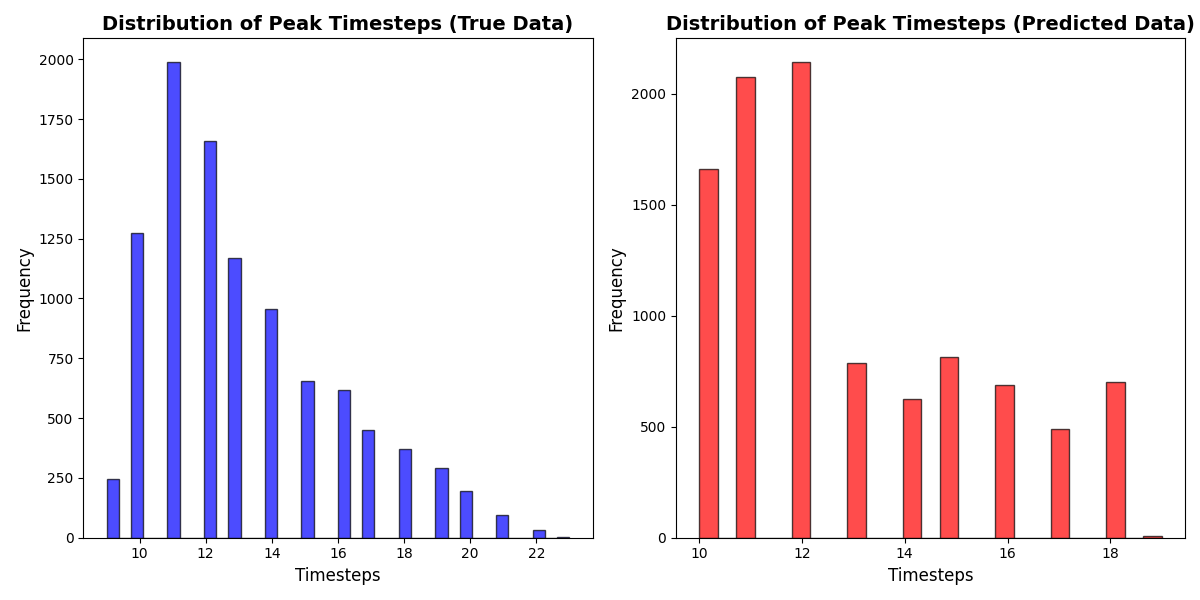 Distribution of Peak Timesteps (True Data)
Frequency
2000
1750
1500
1250
1000
750
500
250
0
10 12 14 16 18 20 22
Timesteps
Distribution of Peak Timesteps (Predicted Data)
Frequency
2000
1500
1000
500
0
10 12 14 16 18
Timesteps